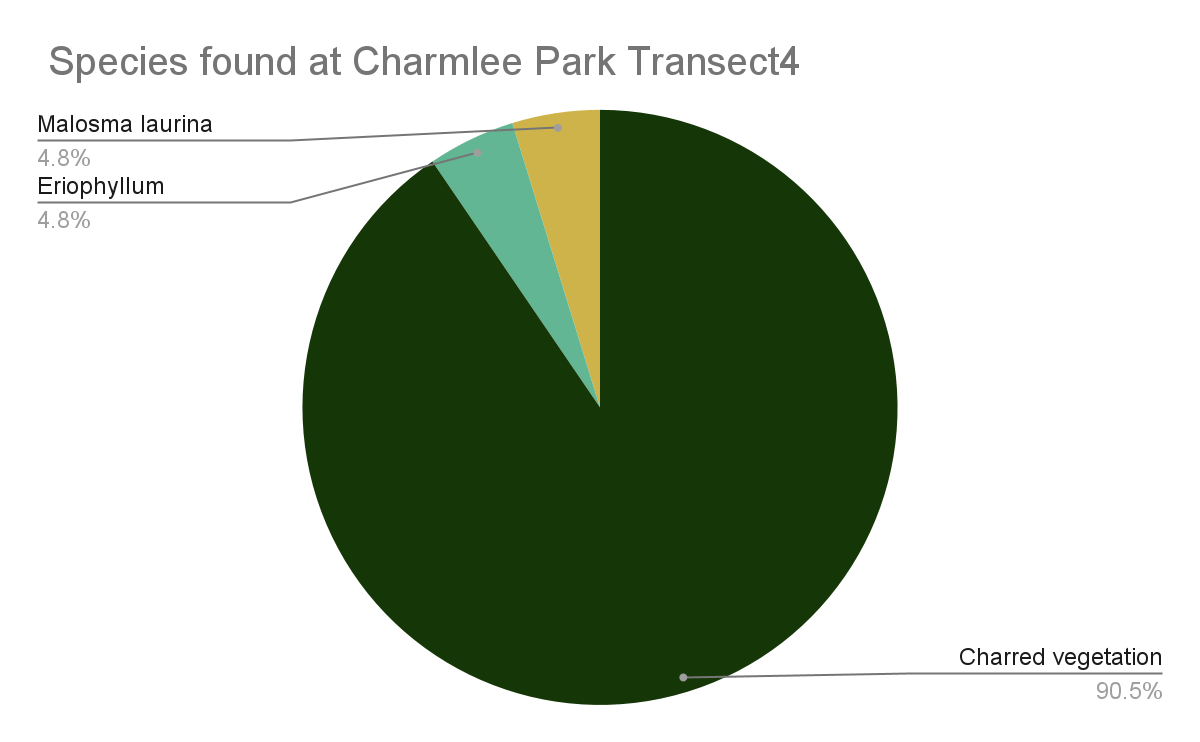 Species found at Charmlee Park Transect4
Malosma laurina
4.8%
Eriophyllum
4.8%
Charred vegetation
90.5%